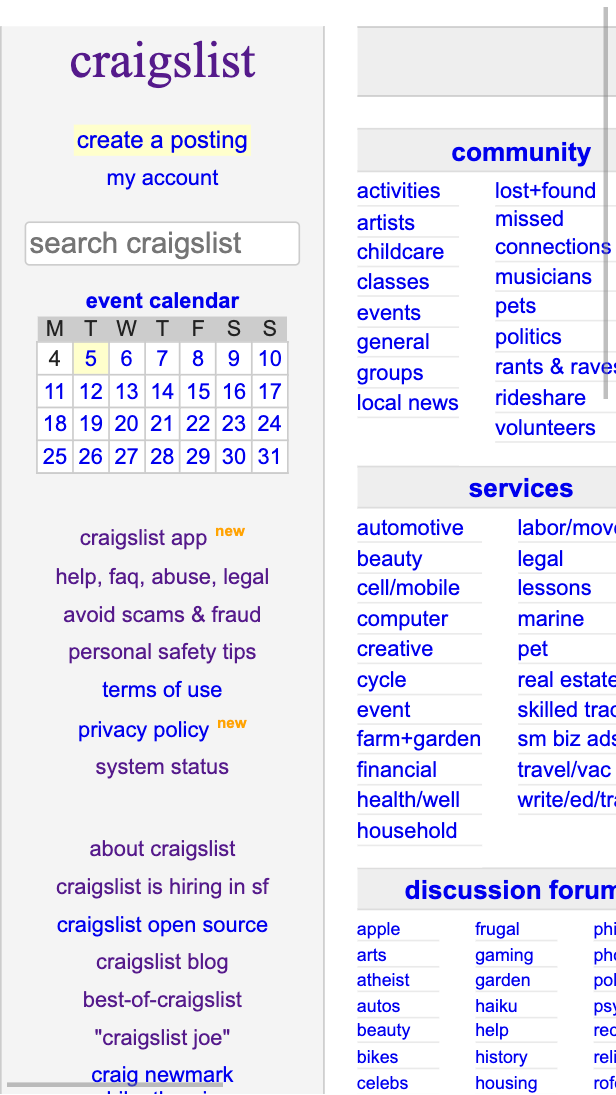 craigslist
create a posting
my account
search craigslist
event calendar
M T W T F S S
4 5 6 7 8 9 10
11 12 13 14 15 16 17
18 19 20 21 22 23 24
25 26 27 28 29 30 31
craigslist app new
help, faq, abuse, legal
avoid scams & fraud
personal safety tips
terms of use
privacy policy new
system status
about craigslist
craigslist is hiring in sf
craigslist open source
craigslist blog
best-of-craigslist
"craigslist joe"
craig newmark
community
activities
artists
childcare
classes
events
general
groups
local news
lost+found
missed
connections
musicians
pets
politics
rants & raves
rideshare
volunteers
services
automotive
beauty
cell/mobile
computer
creative
cycle
event
farm+garden
financial
health/well
household
labor/mov
legal
lessons
marine
pet
real estate
skilled trad
sm biz ads
travel/vac
write/ed/tr
discussion forum
apple
arts
atheist
autos
beauty
bikes
celebs
frugal
gaming
garden
haiku
help
history
housing
phi
pho
pol
psy
rec
reli
rofo